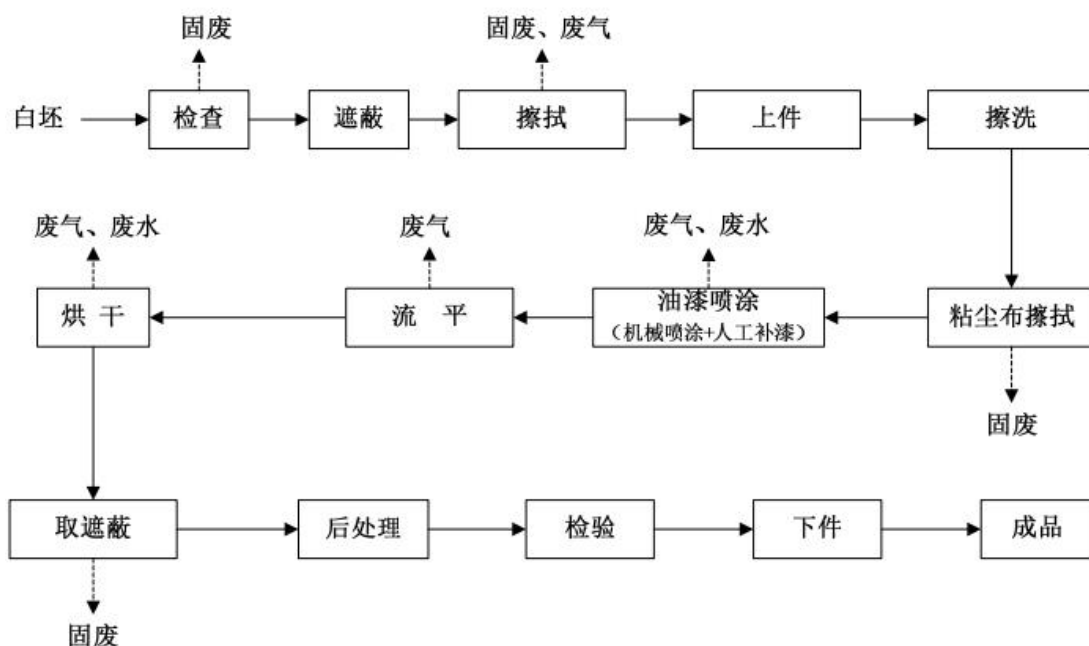 固废
固废、废气
白坯
检查
遮蔽
擦拭
上件
擦洗
废气、废水
废气
废气、废水
烘 干
流 平
油漆喷涂
（机械喷涂+人工补漆）
粘尘布擦拭
固废
取遮蔽
后处理
检验
下件
成品
固废